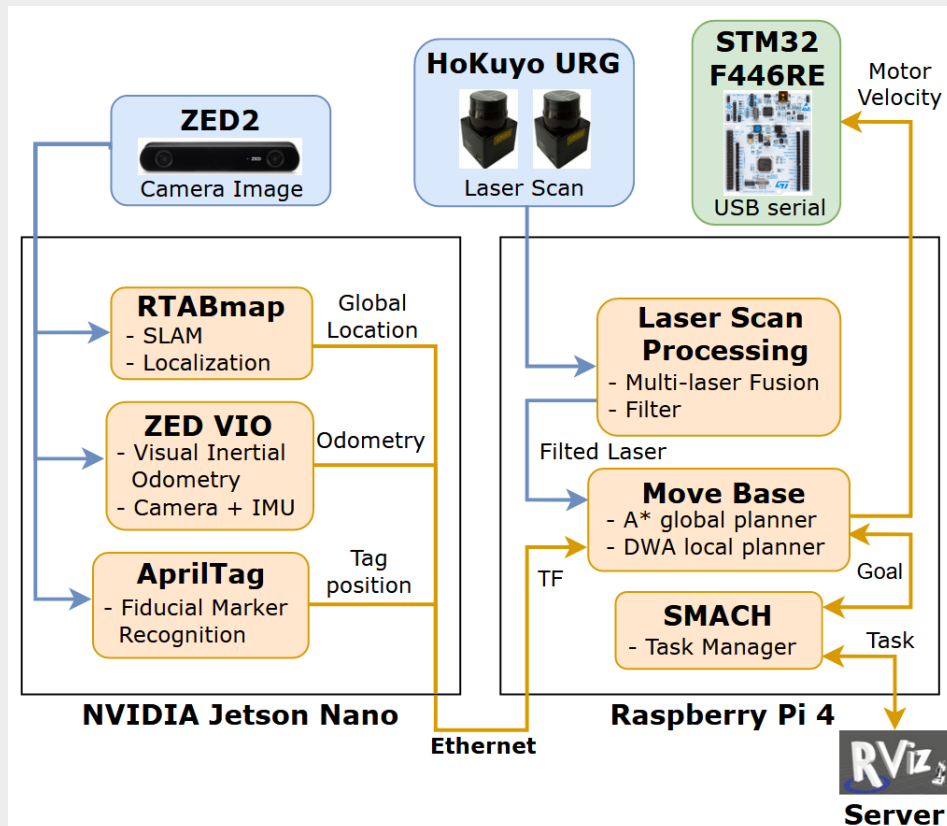 ZED2
Camera Image
HoKuyo URG
Laser Scan
STM32
F446RE
USB serial
Motor
Velocity
RTABmap
- SLAM
- Localization
Global
Location
ZED VIO
- Visual Inertial
Odometry
- Camera + IMU
Odometry
AprilTag
- Fiducial Marker
Recognition
Tag
position
NVIDIA Jetson Nano
Ethernet
Laser Scan
Processing
- Multi-laser Fusion
- Filter
Filted Laser
Move Base
- A* global planner
- DWA local planner
TF
Goal
SMACH
- Task Manager
Task
Raspberry Pi 4
RViz
Server